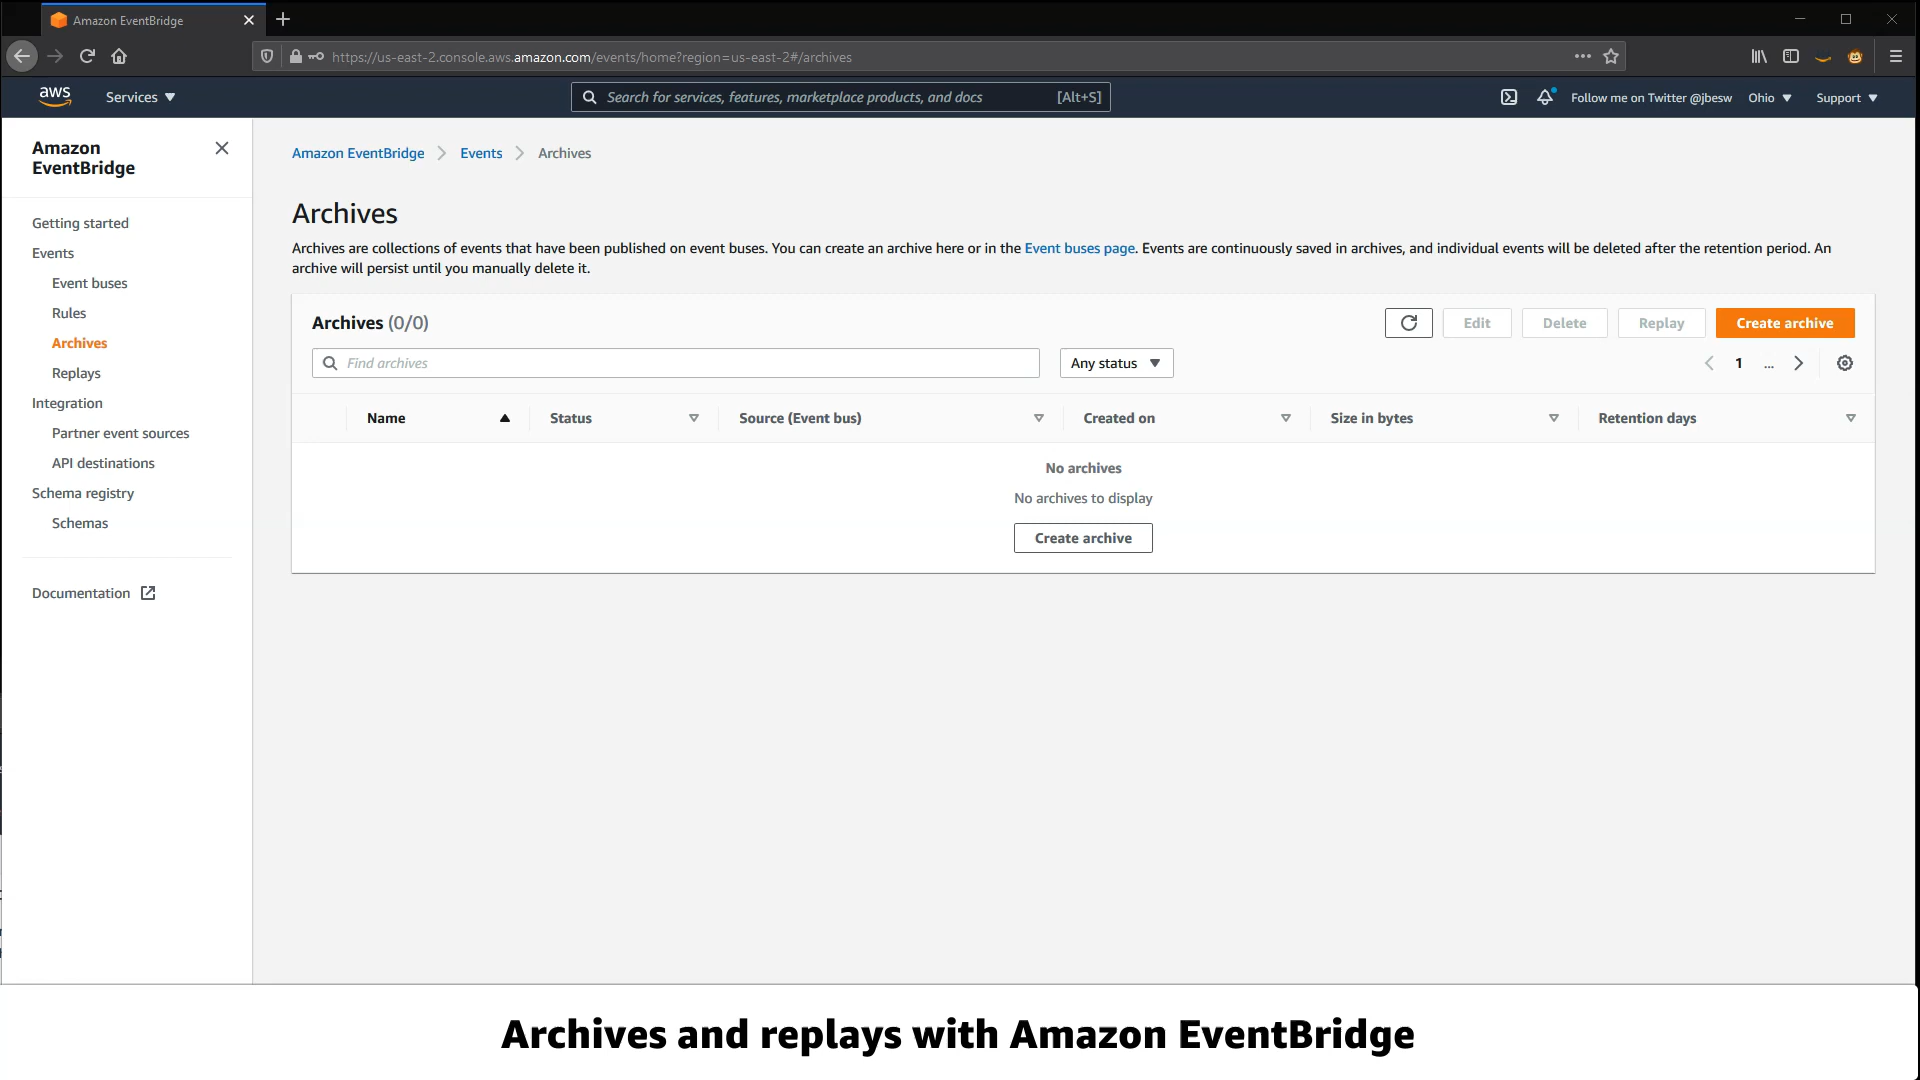 Amazon EventBridge
https://us-east-2.console.aws.amazon.com/events/home?region=us-east-2#/archives
aws
Services
Search for services, features, marketplace products, and docs
[Alt+S]
Follow me on Twitter @jbesw
Ohio
Support
Amazon
EventBridge
Getting started
Events
Event buses
Rules
Archives
Replays
Integration
Partner event sources
API destinations
Schema registry
Schemas
Documentation
Amazon EventBridge
Events
Archives
Archives
Archives are collections of events that have been published on event buses. You can create an archive here or in the Event buses page. Events are continuously saved in archives, and individual events will be deleted after the retention period. An
archive will persist until you manually delete it.
Archives (0/0)
Edit
Delete
Replay
Create archive
Find archives
Any status
1
...
Name
Status
Source (Event bus)
Created on
Size in bytes
Retention days
No archives
No archives to display
Create archive
Archives and replays with Amazon EventBridge